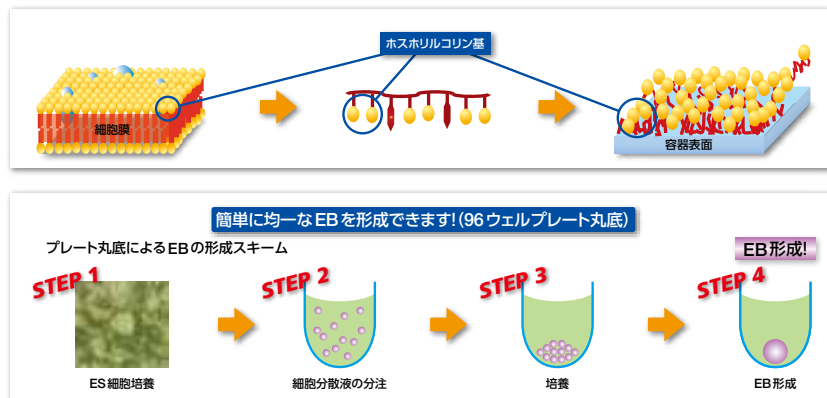 ホスホリルコリン基
細胞膜
容器表面
簡単に均一なEBを形成できます!(96ウェルプレート丸底)
プレート丸底によるEBの形成スキーム
EB形成!
STEP 1
STEP 2
STEP 3
STEP 4
ES細胞培養
細胞分散液の分注
培養
EB形成